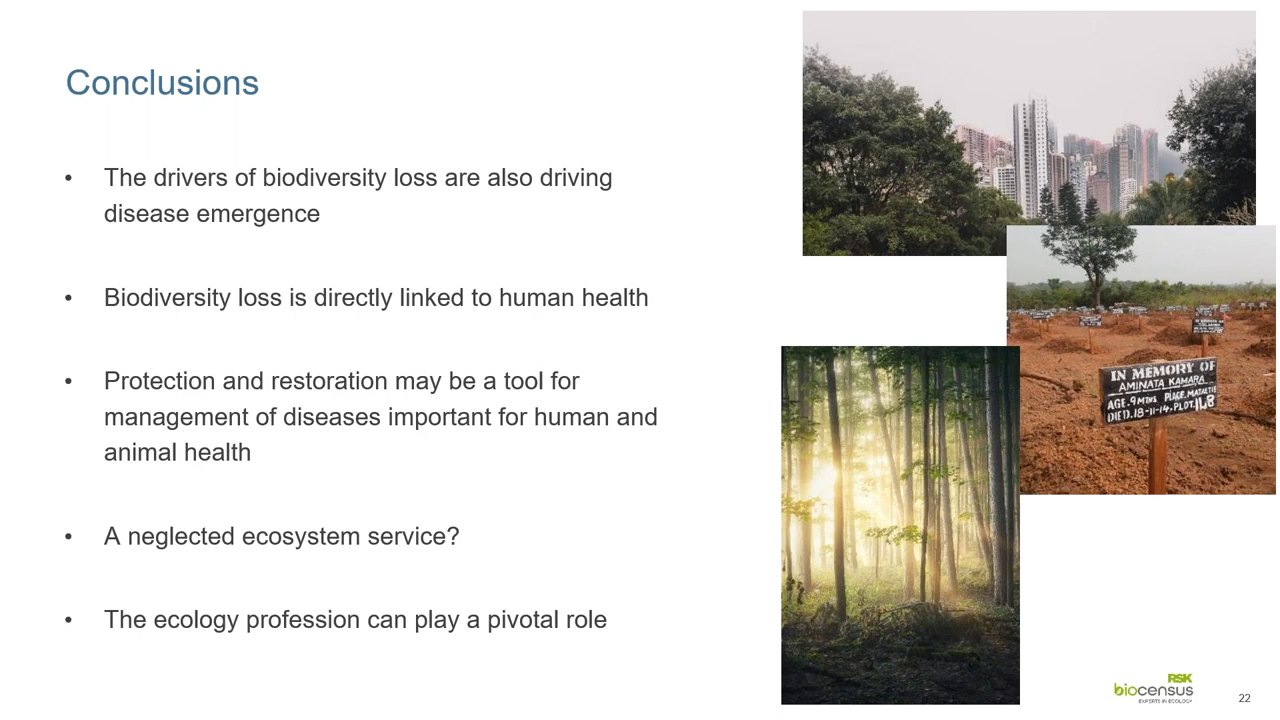 Conclusions
• The drivers of biodiversity loss are also driving
disease emergence
• Biodiversity loss is directly linked to human health
• Protection and restoration may be a tool for
management of diseases important for human and
animal health
• A neglected ecosystem service?
• The ecology profession can play a pivotal role
IN MEMORY OF
AMINATA KAMARA
AGE. 9MTNS PLACE. MATAETIE
DIED. 18-11-14. PLOT. 148
RSK
biocensus
EXPERTS IN ECOLOGY
22